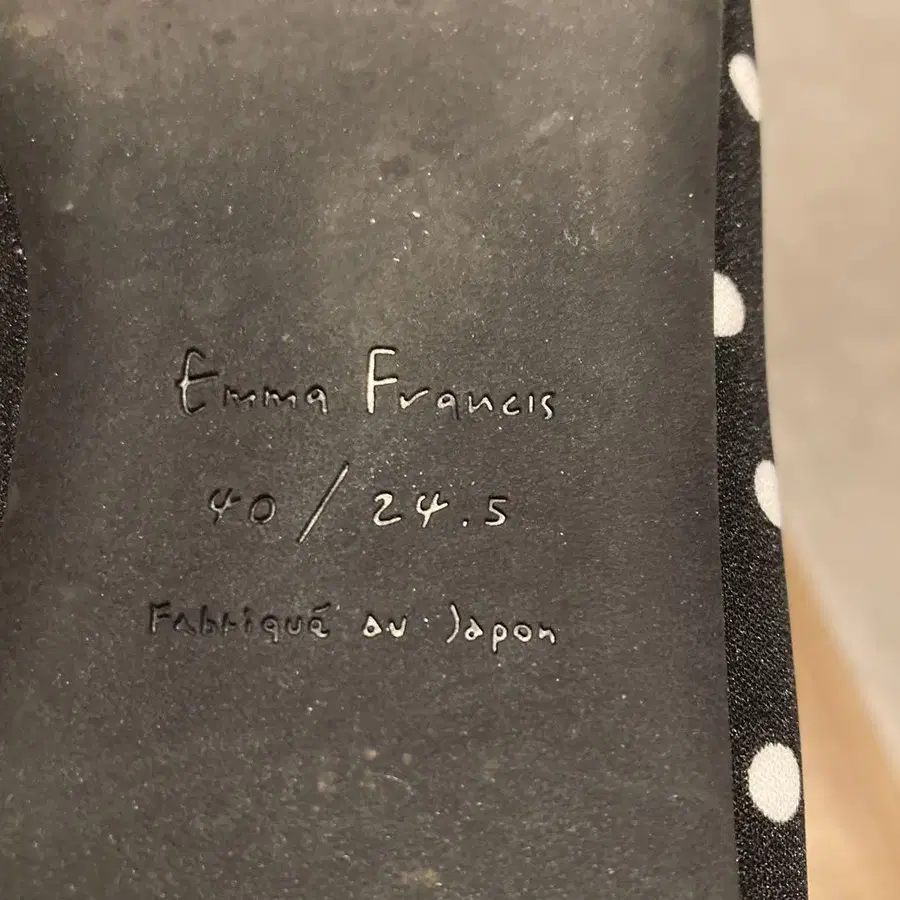 Emma Francis
40 / 24.5
Fabriqué au Japon